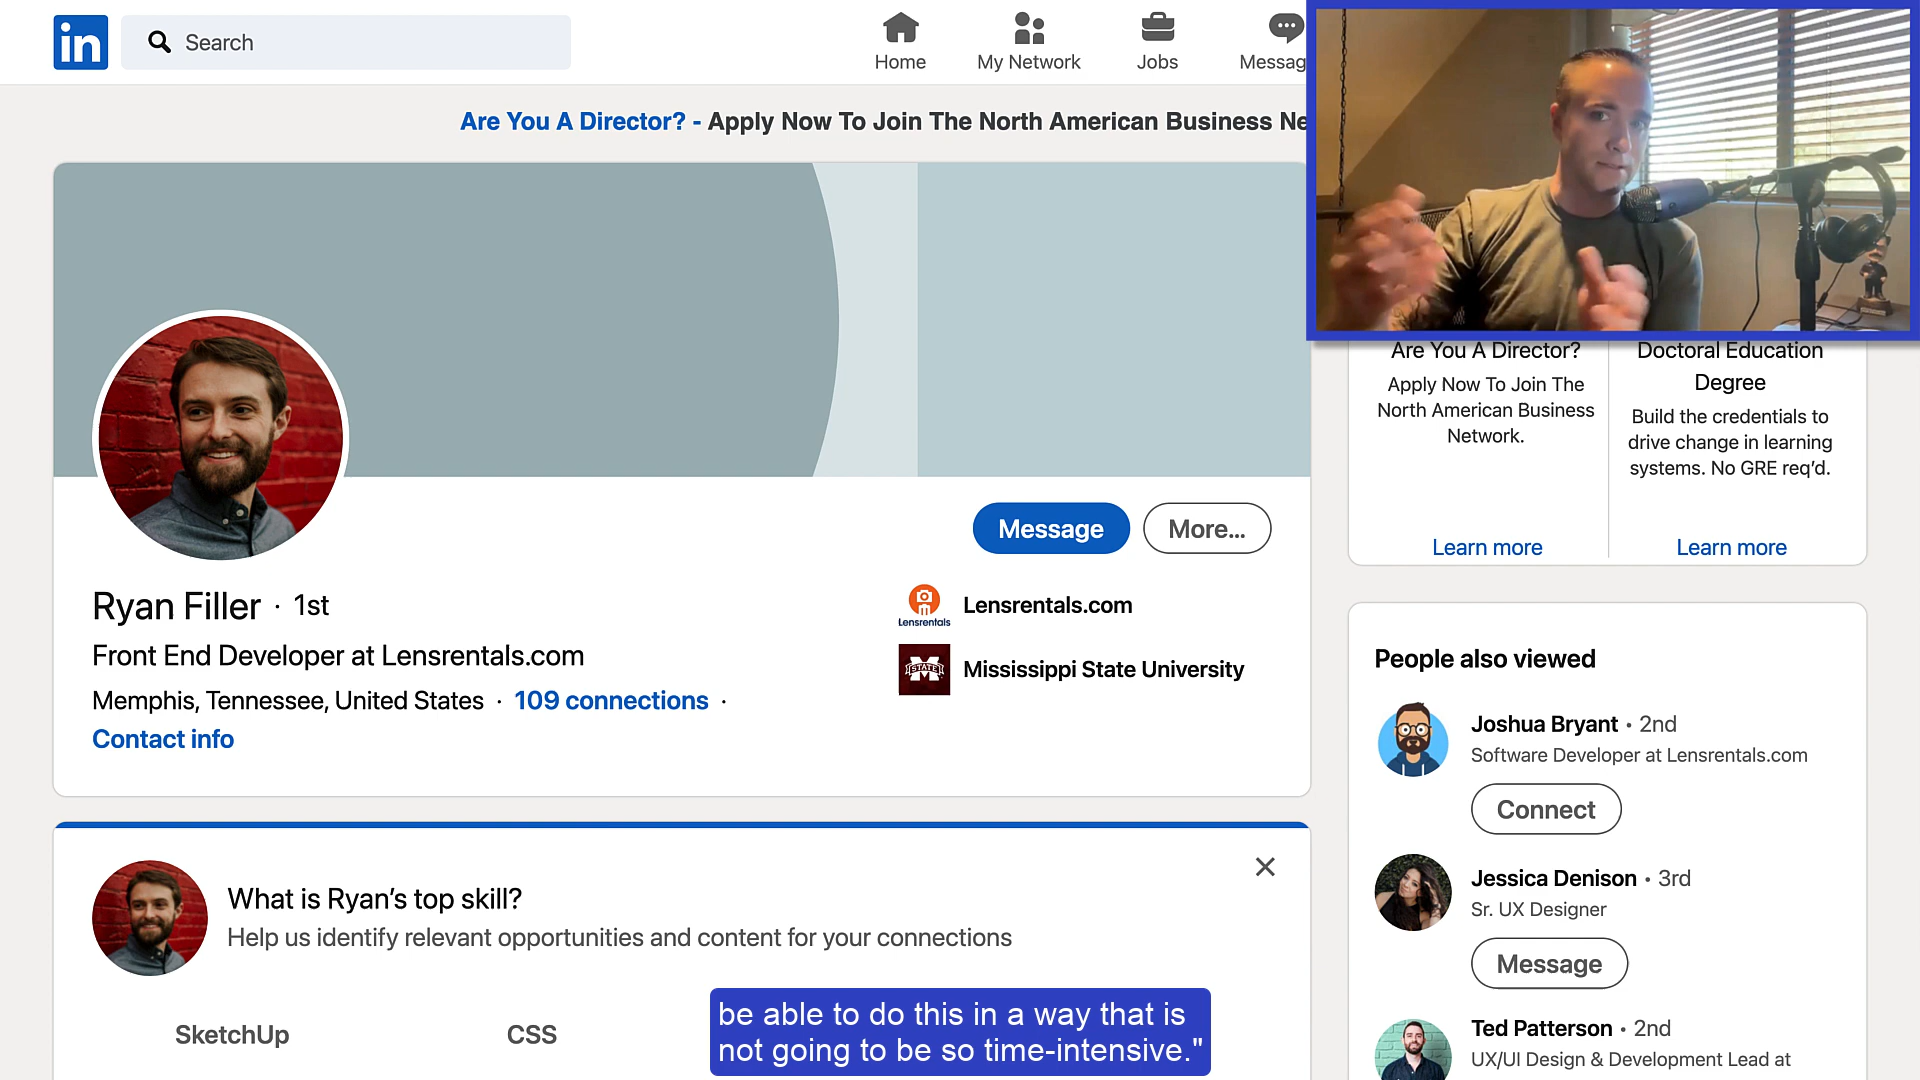 in
Search
Home
My Network
Jobs
Messag
Are You A Director? - Apply Now To Join The North American Business Ne
Are You A Director?
Apply Now To Join The
North American Business
Network.
Learn more
Doctoral Education
Degree
Build the credentials to
drive change in learning
systems. No GRE req'd.
Learn more
Message
More...
Ryan Filler · 1st
Front End Developer at Lensrentals.com
Memphis, Tennessee, United States · 109 connections ·
Contact info
Lensrentals
Lensrentals.com
STATE
Mississippi State University
People also viewed
Joshua Bryant • 2nd
Software Developer at Lensrentals.com
Connect
Jessica Denison • 3rd
Sr. UX Designer
Message
Ted Patterson • 2nd
UX/UI Design & Development Lead at
What is Ryan's top skill?
Help us identify relevant opportunities and content for your connections
SketchUp
CSS
be able to do this in a way that is
not going to be so time-intensive."